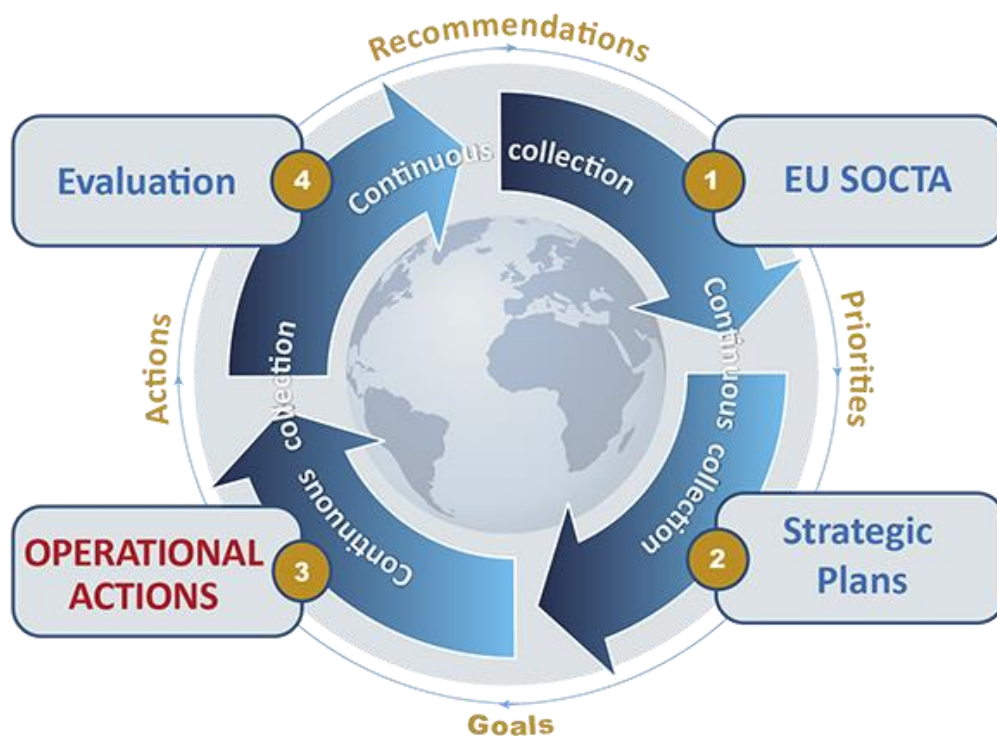 Recommendations
Evaluation
4
Continuous collection
1
EU SOCTA
Continuous collection
Priorities
Actions
Continuous collection
OPERATIONAL
ACTIONS
3
2
Strategic
Plans
Goals